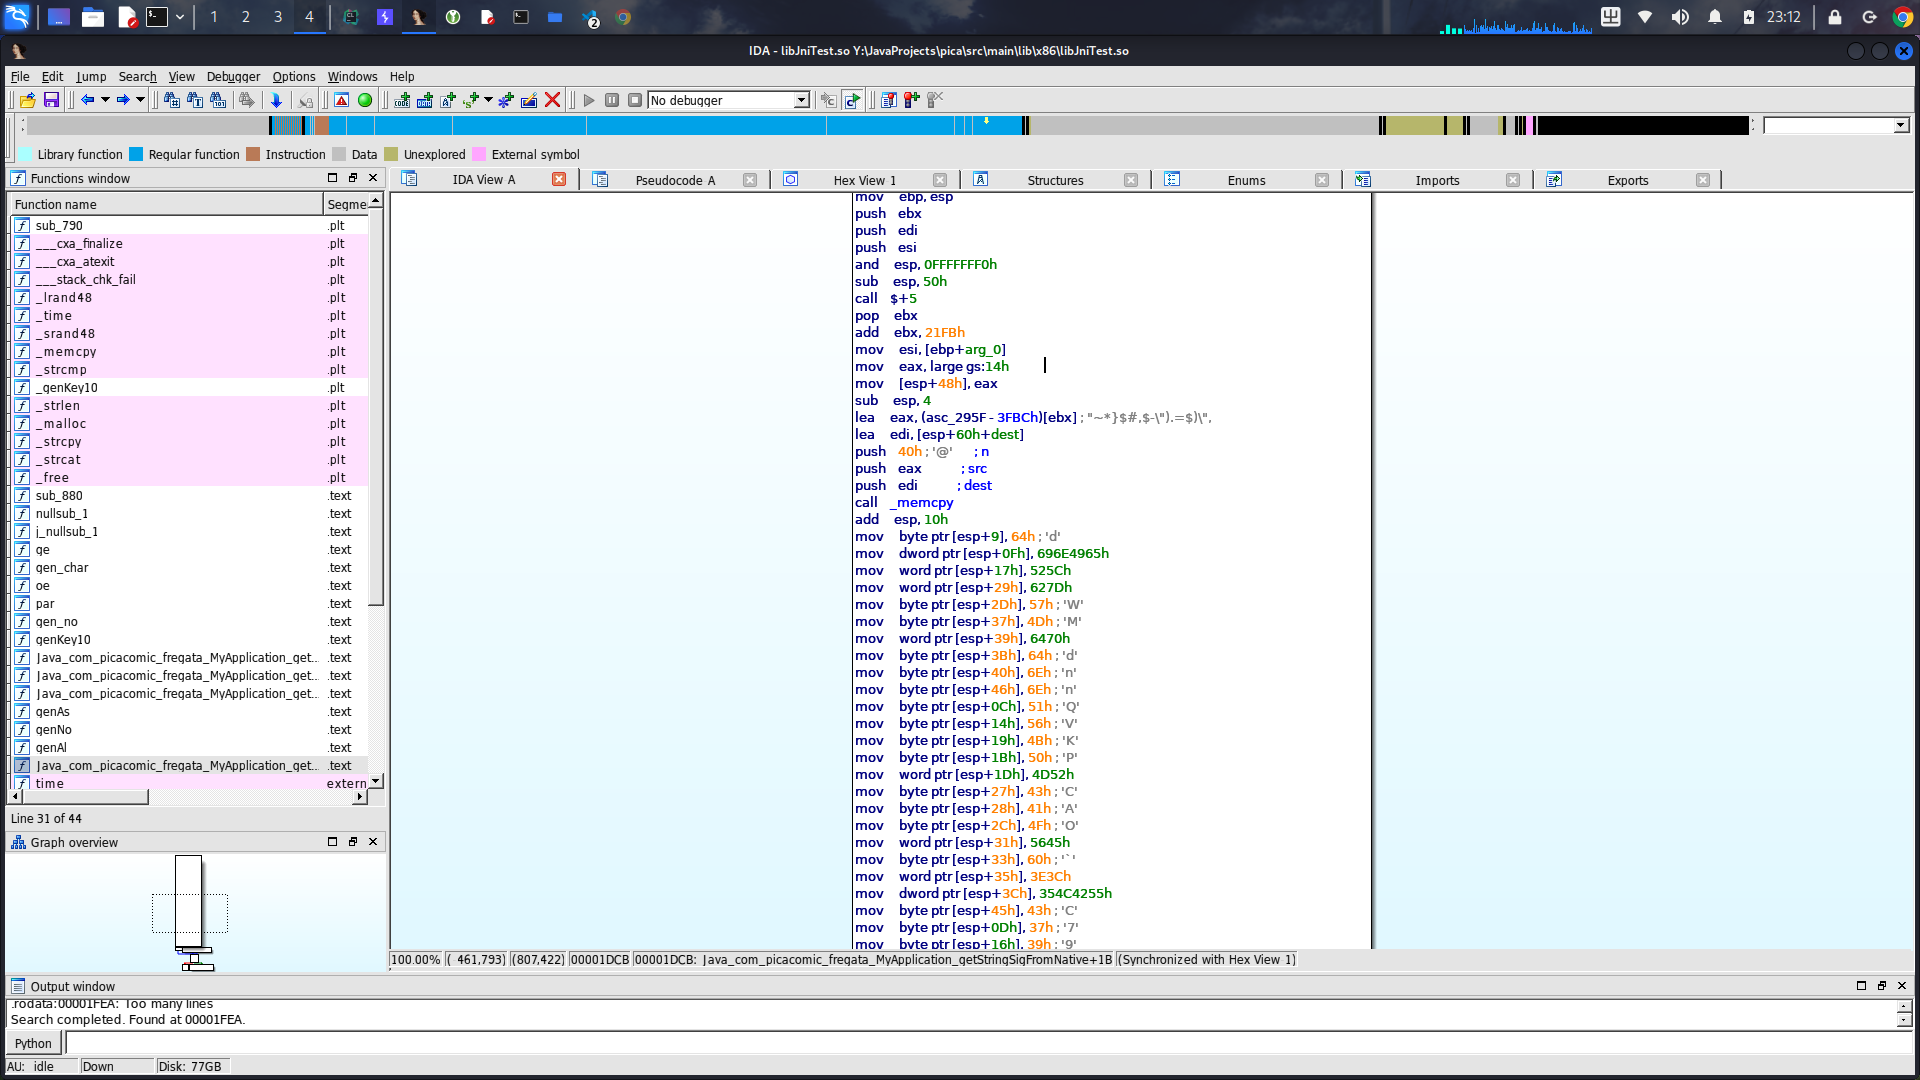 1 2 3 4 2 23:12
IDA - libJniTest.so Y:\JavaProjects\pica\src\main\lib\x86\libJniTest.so
File Edit Jump Search View Debugger Options Windows Help
No debugger
Library function Regular function Instruction Data Unexplored External symbol
Functions window
IDA View A Pseudocode A Hex View 1 Structures Enums Imports Exports
Function name Segme
sub_790 .plt
___cxa_finalize .plt
___cxa_atexit .plt
___stack_chk_fail .plt
_lrand48 .plt
_time .plt
_srand48 .plt
_memcpy .plt
_strcmp .plt
_genKey10 .plt
_strlen .plt
_malloc .plt
_strcpy .plt
_strcat .plt
_free .plt
sub_880 .text
nullsub_1 .text
j_nullsub_1 .text
ge .text
gen_char .text
oe .text
par .text
gen_no .text
genKey10 .text
Java_com_picacomic_fregata_MyApplication_get... .text
Java_com_picacomic_fregata_MyApplication_get... .text
Java_com_picacomic_fregata_MyApplication_get... .text
genAs .text
genNo .text
genAl .text
Java_com_picacomic_fregata_MyApplication_get... .text
time extern
Line 31 of 44
Graph overview
mov ebp, esp
push ebx
push edi
push esi
and esp, 0FFFFFFF0h
sub esp, 50h
call $+5
pop ebx
add ebx, 21FBh
mov esi, [ebp+arg_0]
mov eax, large gs:14h
mov [esp+48h], eax
sub esp, 4
lea eax, (asc_295F - 3FBCh)[ebx] ; "~*}$#,$-\").=$)\",
lea edi, [esp+60h+dest]
push 40h ; '@' ; n
push eax ; src
push edi ; dest
call _memcpy
add esp, 10h
mov byte ptr [esp+9], 64h ; 'd'
mov dword ptr [esp+0Fh], 696E4965h
mov word ptr [esp+17h], 525Ch
mov word ptr [esp+29h], 627Dh
mov byte ptr [esp+2Dh], 57h ; 'W'
mov byte ptr [esp+37h], 4Dh ; 'M'
mov word ptr [esp+39h], 6470h
mov byte ptr [esp+3Bh], 64h ; 'd'
mov byte ptr [esp+40h], 6Eh ; 'n'
mov byte ptr [esp+46h], 6Eh ; 'n'
mov byte ptr [esp+0Ch], 51h ; 'Q'
mov byte ptr [esp+14h], 56h ; 'V'
mov byte ptr [esp+19h], 4Bh ; 'K'
mov byte ptr [esp+1Bh], 50h ; 'P'
mov word ptr [esp+1Dh], 4D52h
mov byte ptr [esp+27h], 43h ; 'C'
mov byte ptr [esp+28h], 41h ; 'A'
mov byte ptr [esp+2Ch], 4Fh ; 'O'
mov word ptr [esp+31h], 5645h
mov byte ptr [esp+33h], 60h ; '`'
mov word ptr [esp+35h], 3E3Ch
mov dword ptr [esp+3Ch], 354C4255h
mov byte ptr [esp+45h], 43h ; 'C'
mov byte ptr [esp+0Dh], 37h ; '7'
mov byte ptr [esp+16h], 39h ; '9'
100.00% ( 461,793) (807,422) 00001DCB 00001DCB: Java_com_picacomic_fregata_MyApplication_getStringSigFromNative+1B (Synchronized with Hex View 1)
Output window
.rodata:00001FEA: Too many lines
Search completed. Found at 00001FEA.
Python
AU: idle Down Disk: 77GB